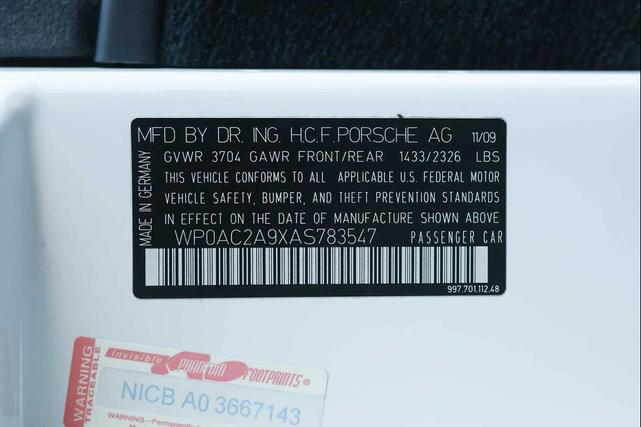 MFD BY DR. ING. H.C.F. PORSCHE AG 11/09
GVWR 3704 GAWR FRONT/REAR 1433/2326 LBS
THIS VEHICLE CONFORMS TO ALL APPLICABLE U.S. FEDERAL MOTOR
VEHICLE SAFETY, BUMPER, AND THEFT PREVENTION STANDARDS
IN EFFECT ON THE DATE OF MANUFACTURE SHOWN ABOVE
WP0AC2A9XAS783547 PASSENGER CAR
MADE IN GERMANY
997.701.112.48
WARNING
TRACEABLE
Invisible PHANTOM FOOTPRINTS®
NICB A0 3667143
WARNING-